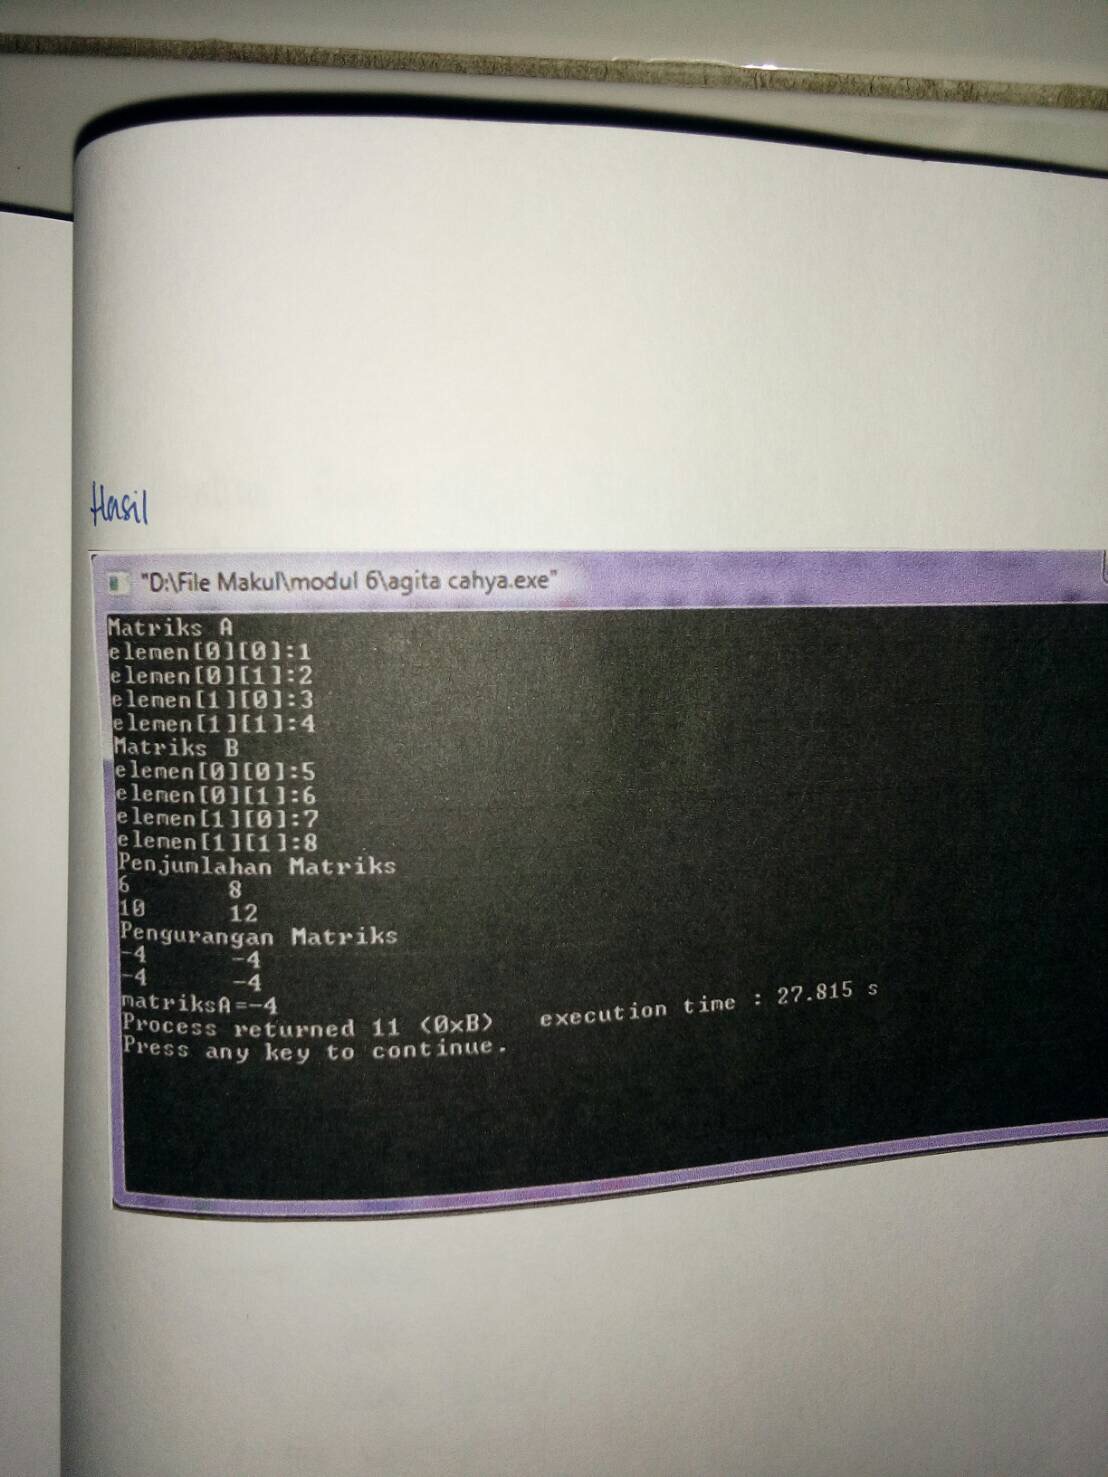 Hasil
"D:\File Makul\modul 6\agita cahya.exe"
Matriks A
elemen[0][0]:1
elemen[0][1]:2
elemen[1][0]:3
elemen[1][1]:4
Matriks B
elemen[0][0]:5
elemen[0][1]:6
elemen[1][0]:7
elemen[1][1]:8
Penjumlahan Matriks
6 8
10 12
Pengurangan Matriks
-4 -4
-4 -4
matriksA=-4
Process returned 11 (0xB) execution time : 27.815 s
Press any key to continue.